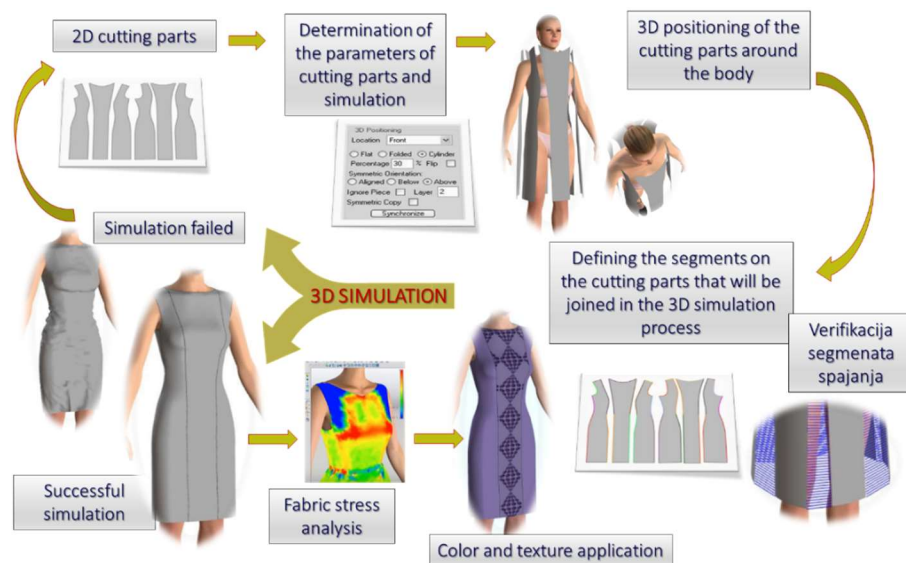 2D cutting parts
Determination of
the parameters of
cutting parts and
simulation
3D positioning of the
cutting parts around
the body
3D Positioning
Location Front
Flat Folded Cylinder
Percentage 30 % Flip
Symmetric Orientation:
Aligned Below Above
Ignore Piece Layer 2
Symmetric Copy
Synchronize
Simulation failed
3D SIMULATION
Defining the segments on
the cutting parts that will be
joined in the 3D simulation
process
Verifikacija
segmenata
spajanja
Successful
simulation
Fabric stress
analysis
Color and texture application